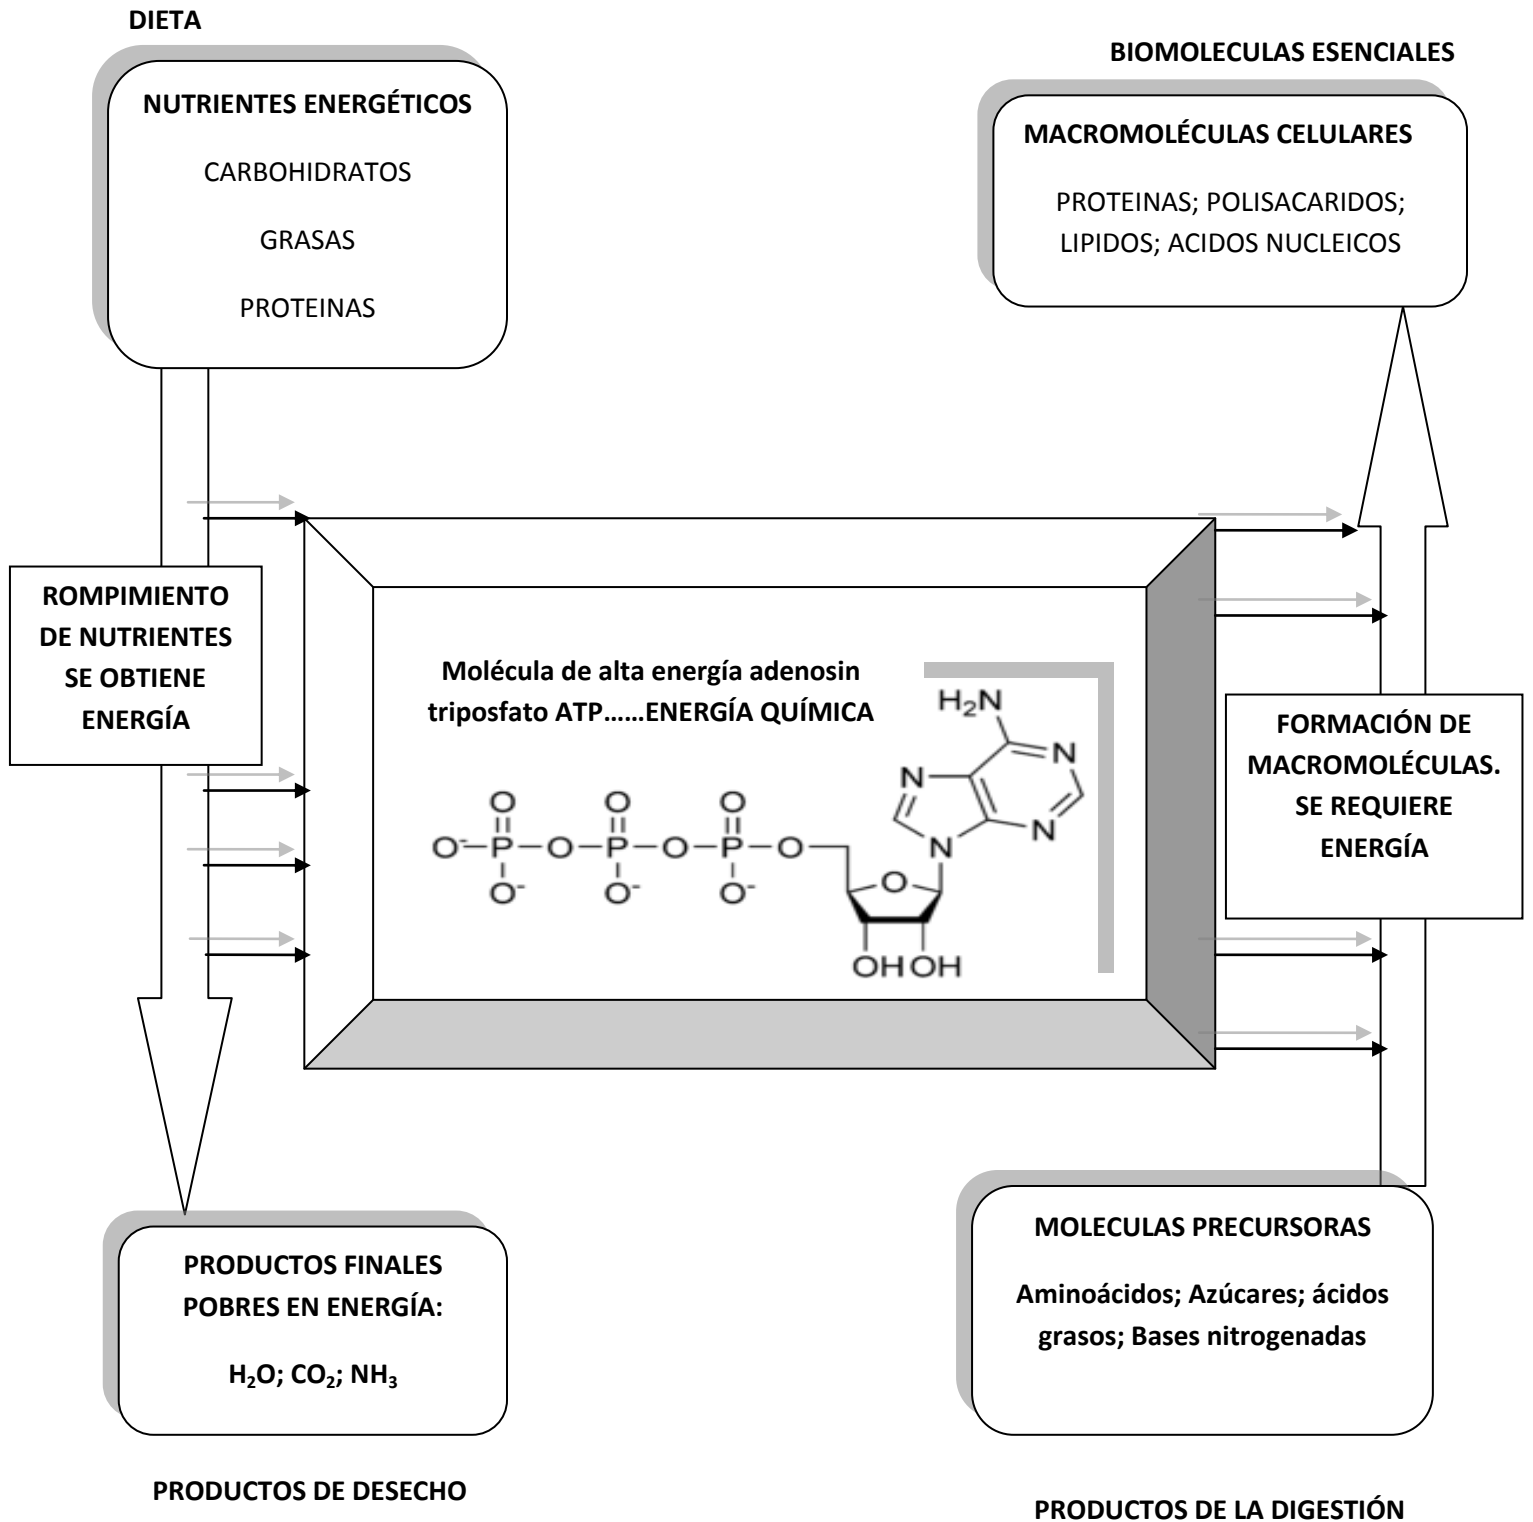 DIETA
NUTRIENTES ENERGÉTICOS
CARBOHIDRATOS
GRASAS
PROTEINAS
BIOMOLECULAS ESENCIALES
MACROMOLÉCULAS CELULARES
PROTEINAS; POLISACARIDOS;
LIPIDOS; ACIDOS NUCLEICOS
ROMPIMIENTO
DE NUTRIENTES
SE OBTIENE
ENERGÍA
Molécula de alta energía adenosin
triposfato ATP......ENERGÍA QUÍMICA
H₂N
N
N
N
N
O O O
O⁻ P O P O P O
O⁻ O⁻ O⁻
O
OH OH
FORMACIÓN DE
MACROMOLÉCULAS.
SE REQUIERE
ENERGÍA
PRODUCTOS FINALES
POBRES EN ENERGÍA:
H₂O; CO₂; NH₃
PRODUCTOS DE DESECHO
MOLECULAS PRECURSORAS
Aminoácidos; Azúcares; ácidos
grasos; Bases nitrogenadas
PRODUCTOS DE LA DIGESTIÓN